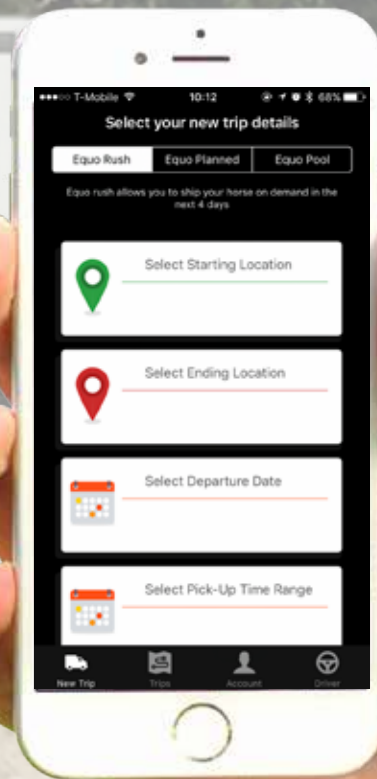 T-Mobile 10:12 68%
Select your new trip details
Equo Rush Equo Planned Equo Pool
Equo rush allows you to ship your horse on demand in the
next 4 days
Select Starting Location
Select Ending Location
Select Departure Date
Select Pick-Up Time Range
New Trip Trips Account Driver